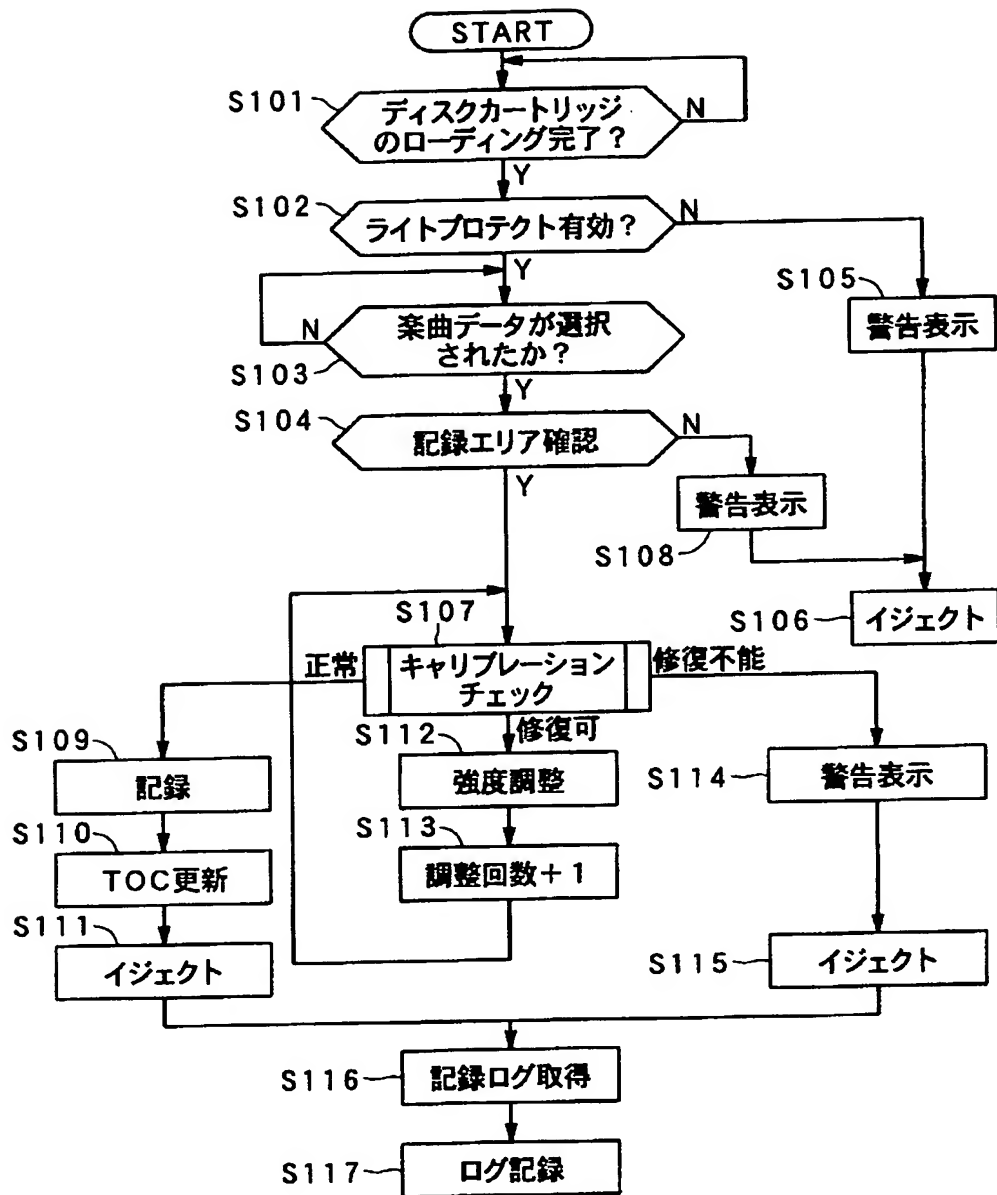 START
S101
ディスクカートリッジ
のローディング完了?
N
Y
S102
ライトプロテクト有効?
N
Y
S105
警告表示
N
楽曲データが選択
されたか?
S103
Y
S104
記録エリア確認
N
Y
警告表示
S108
S106
イジェクト
S107
正常
キャリブレーション
チェック
修復不能
修復可
S109
記録
S112
強度調整
S114
警告表示
S110
TOC更新
S113
調整回数+1
S111
イジェクト
S115
イジェクト
S116
記録ログ取得
S117
ログ記録